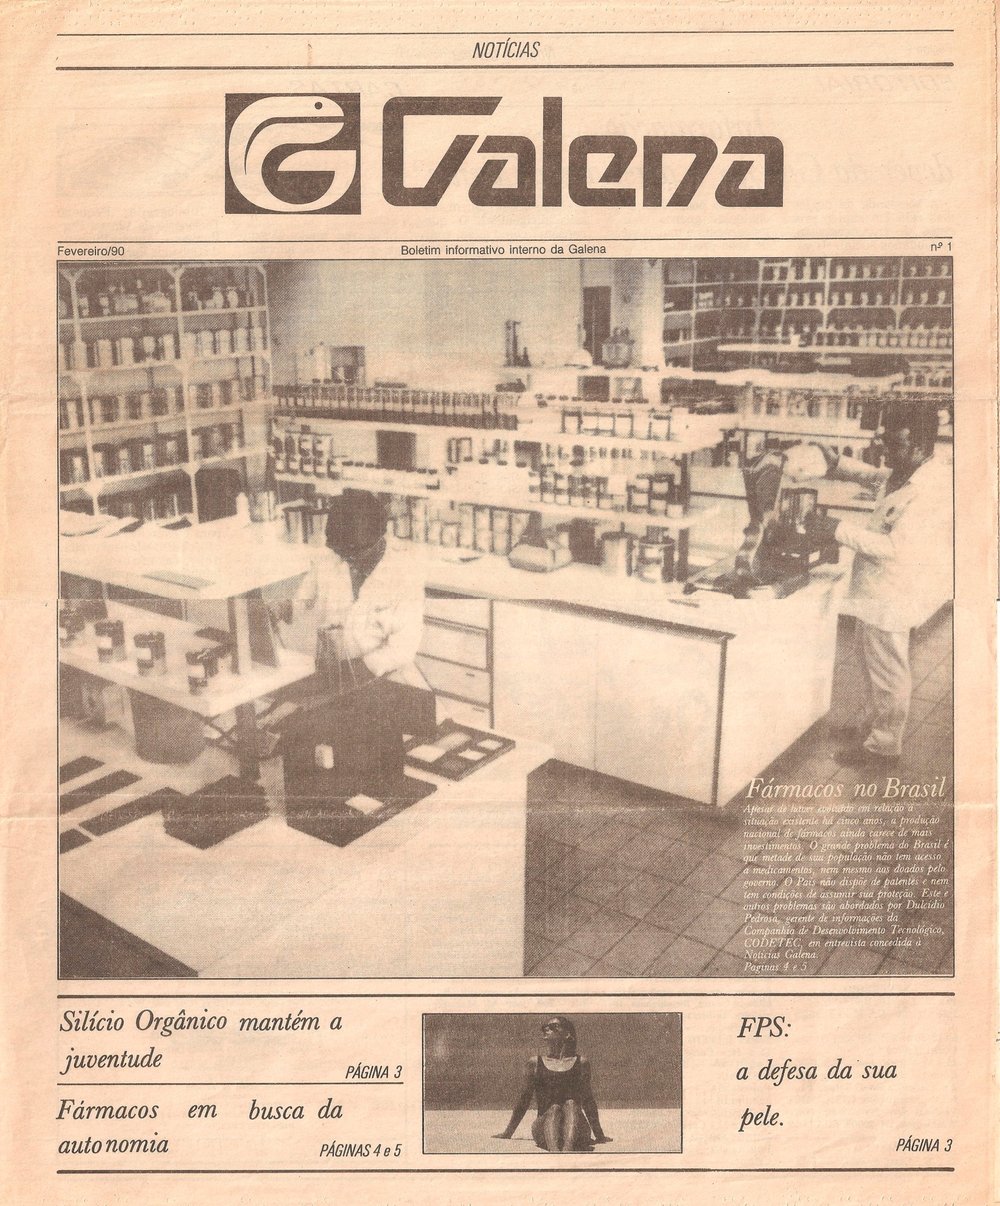 NOTÍCIAS
Galena
Fevereiro/90
Boletim informativo interno da Galena
nº 1
Fármacos no Brasil
Apesar de haver evoluído em relação à
situação existente há cinco anos, a produção
nacional de fármacos ainda carece de mais
investimentos. O grande problema do Brasil é
que metade de sua população não tem acesso
a medicamentos, nem mesmo aos doados pelo
governo. O País não dispõe de patentes e nem
tem condições de assumir sua proteção. Este e
outros problemas são abordados por Dulcidio
Pedrosa, gerente de informações da
Companhia de Desenvolvimento Tecnológico,
CODETEC, em entrevista concedida à
Notícias Galena.
Páginas 4 e 5
Silício Orgânico mantém a
juventude
PÁGINA 3
Fármacos em busca da
autonomia
PÁGINAS 4 e 5
FPS:
a defesa da sua
pele.
PÁGINA 3